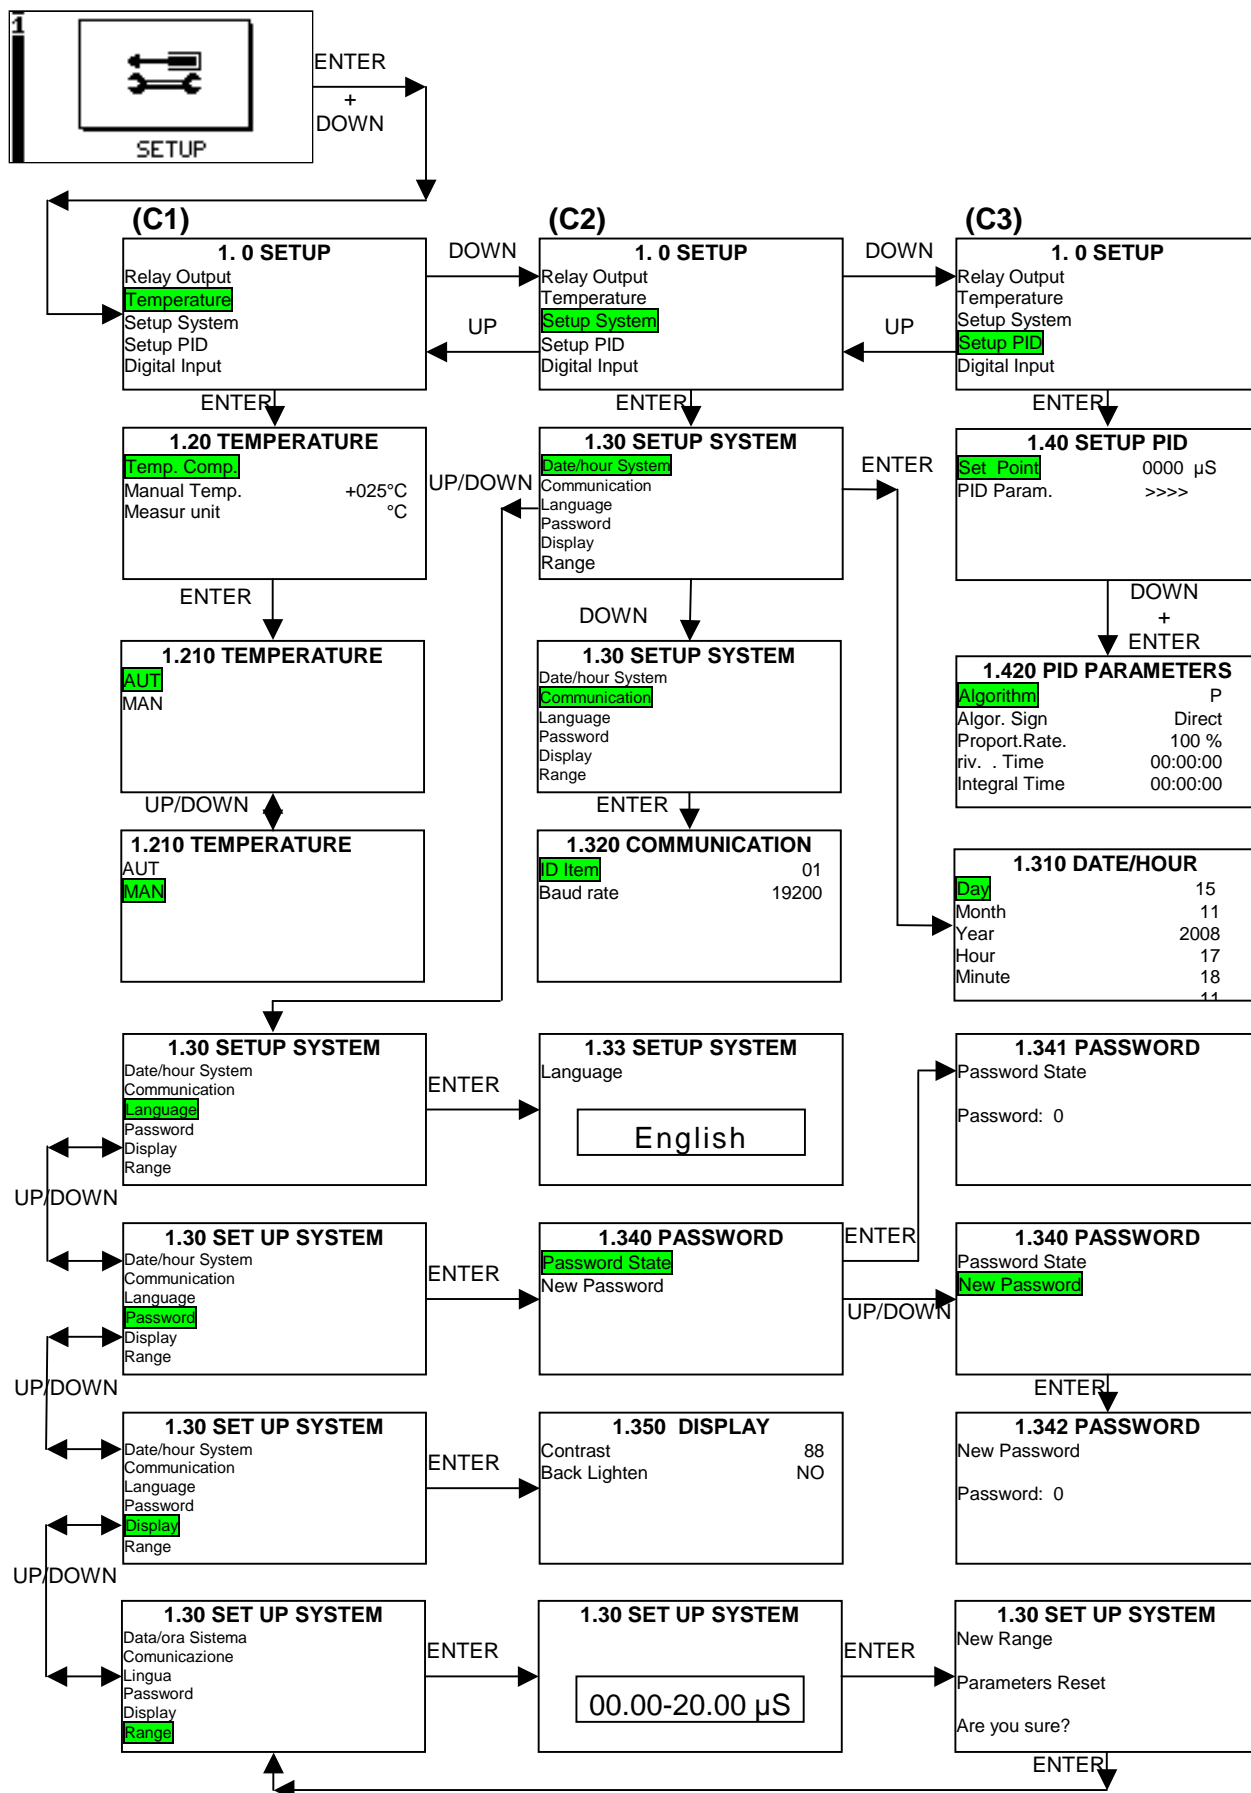 1
SETUP
ENTER
+
DOWN
(C1)
(C2)
(C3)
1. 0 SETUP
Relay Output
Temperature
Setup System
Setup PID
Digital Input
DOWN
UP
1. 0 SETUP
Relay Output
Temperature
Setup System
Setup PID
Digital Input
DOWN
UP
1. 0 SETUP
Relay Output
Temperature
Setup System
Setup PID
Digital Input
ENTER
ENTER
ENTER
1.20 TEMPERATURE
Temp. Comp.
Manual Temp. +025°C
Measur unit °C
UP/DOWN
1.30 SETUP SYSTEM
Date/hour System
Communication
Language
Password
Display
Range
ENTER
1.40 SETUP PID
Set Point 0000 µS
PID Param. >>>>
ENTER
DOWN
DOWN
+
ENTER
1.210 TEMPERATURE
AUT
MAN
1.30 SETUP SYSTEM
Date/hour System
Communication
Language
Password
Display
Range
1.420 PID PARAMETERS
Algorithm P
Algor. Sign Direct
Proport.Rate. 100 %
riv. . Time 00:00:00
Integral Time 00:00:00
UP/DOWN
ENTER
1.210 TEMPERATURE
AUT
MAN
1.320 COMMUNICATION
ID Item 01
Baud rate 19200
1.310 DATE/HOUR
Day 15
Month 11
Year 2008
Hour 17
Minute 18
11
1.30 SETUP SYSTEM
Date/hour System
Communication
Language
Password
Display
Range
ENTER
1.33 SETUP SYSTEM
Language
English
1.341 PASSWORD
Password State
Password: 0
UP/DOWN
1.30 SET UP SYSTEM
Date/hour System
Communication
Language
Password
Display
Range
ENTER
1.340 PASSWORD
Password State
New Password
ENTER
UP/DOWN
1.340 PASSWORD
Password State
New Password
UP/DOWN
ENTER
1.30 SET UP SYSTEM
Date/hour System
Communication
Language
Password
Display
Range
ENTER
1.350 DISPLAY
Contrast 88
Back Lighten NO
1.342 PASSWORD
New Password
Password: 0
UP/DOWN
1.30 SET UP SYSTEM
Data/ora Sistema
Comunicazione
Lingua
Password
Display
Range
ENTER
1.30 SET UP SYSTEM
00.00-20.00 µS
ENTER
1.30 SET UP SYSTEM
New Range
Parameters Reset
Are you sure?
ENTER